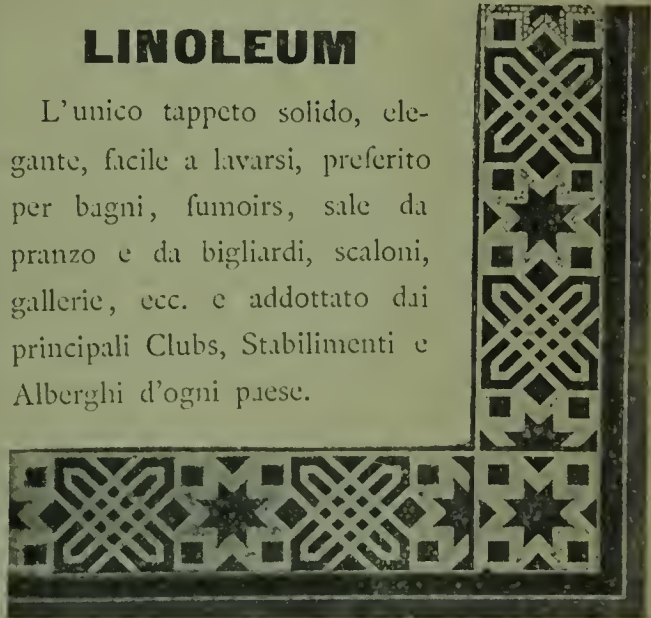 LINOLEUM
L'unico tappeto solido, ele-
gante, facile a lavarsi, preferito
per bagni, fumoirs, sale da
pranzo e da bigliardi, scaloni,
gallerie, ecc. e addottato dai
principali Clubs, Stabilimenti e
Alberghi d'ogni paese.